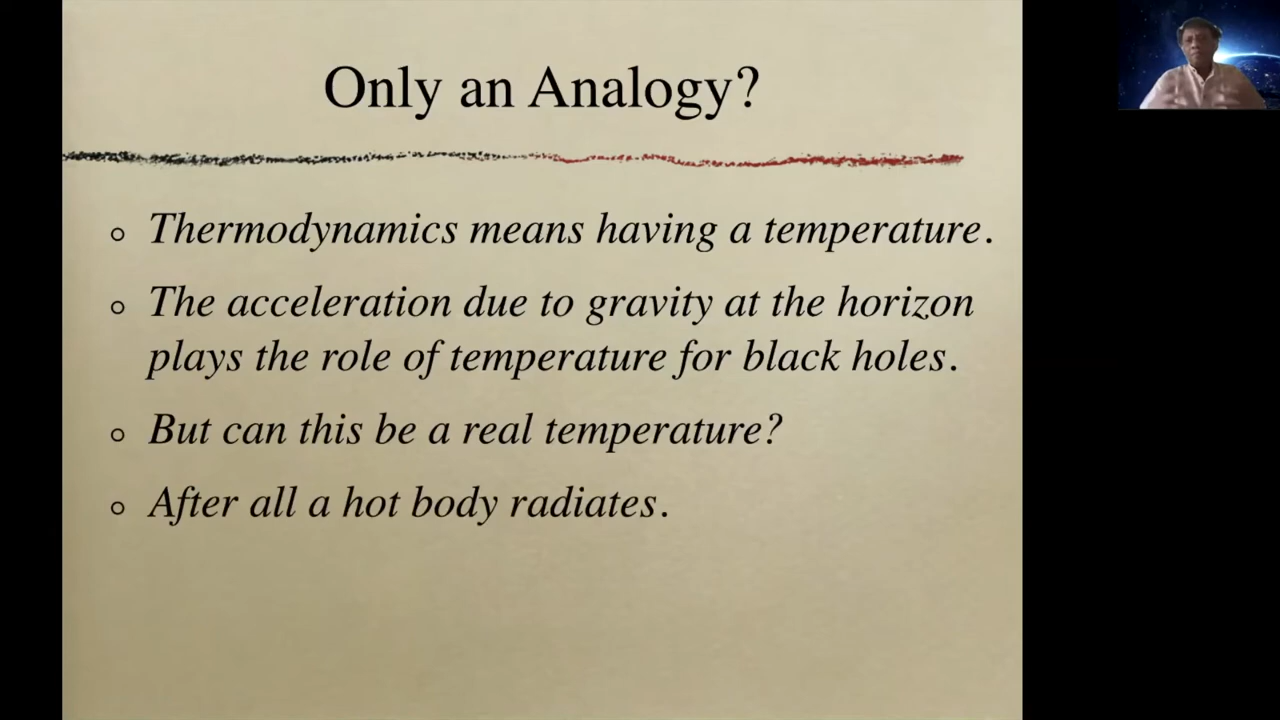 Only an Analogy?
Thermodynamics means having a temperature.
The acceleration due to gravity at the horizon
plays the role of temperature for black holes.
But can this be a real temperature?
After all a hot body radiates.